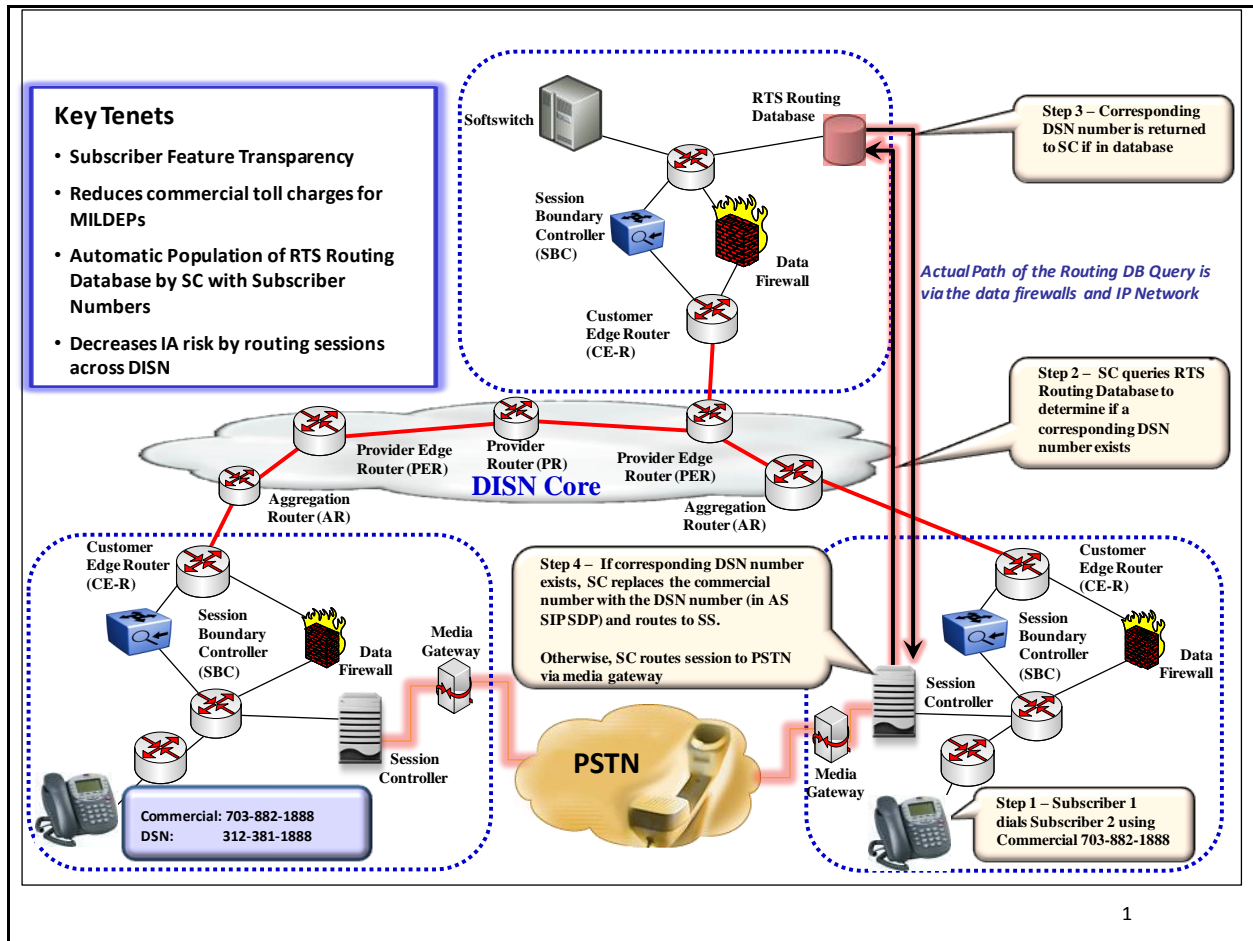 Key Tenets
• Subscriber Feature Transparency
• Reduces commercial toll charges for
MILDEPs
• Automatic Population of RTS Routing
Database by SC with Subscriber
Numbers
• Decreases IA risk by routing sessions
across DISN
Softswitch
RTS Routing
Database
Session
Boundary
Controller
(SBC)
Data
Firewall
Customer
Edge Router
(CE-R)
Step 3 – Corresponding
DSN number is returned
to SC if in database
Actual Path of the Routing DB Query is
via the data firewalls and IP Network
Step 2 – SC queries RTS
Routing Database to
determine if a
corresponding DSN
number exists
Provider Edge
Router (PER)
Provider
Router (PR)
Provider Edge
Router (PER)
DISN Core
Aggregation
Router (AR)
Aggregation
Router (AR)
Customer Edge
Router (CE-R)
Session
Boundary
Controller
(SBC)
Data
Firewall
Media
Gateway
Session
Controller
Commercial: 703-882-1888
DSN: 312-381-1888
Step 4 – If corresponding DSN number
exists, SC replaces the commercial
number with the DSN number (in AS
SIP SDP) and routes to SS.
Otherwise, SC routes session to PSTN
via media gateway
PSTN
Customer
Edge Router
(CE-R)
Session
Boundary
Controller
(SBC)
Data
Firewall
Session
Controller
Media
Gateway
Step 1 – Subscriber 1
dials Subscriber 2 using
Commercial 703-882-1888
1